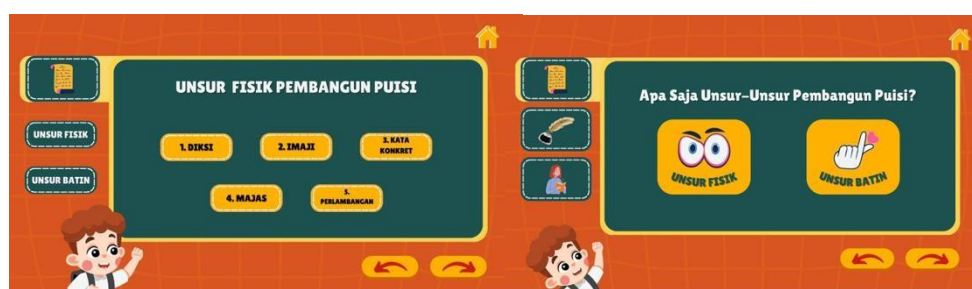 UNSUR FISIK PEMBANGUN PUISI
UNSUR FISIK
UNSUR BATIN
1. DIKSI
2. IMAJI
3. KATA
KONKRET
4. MAJAS
5.
PERLAMBANGAN
Apa Saja Unsur-Unsur Pembangun Puisi?
UNSUR FISIK
UNSUR BATIN